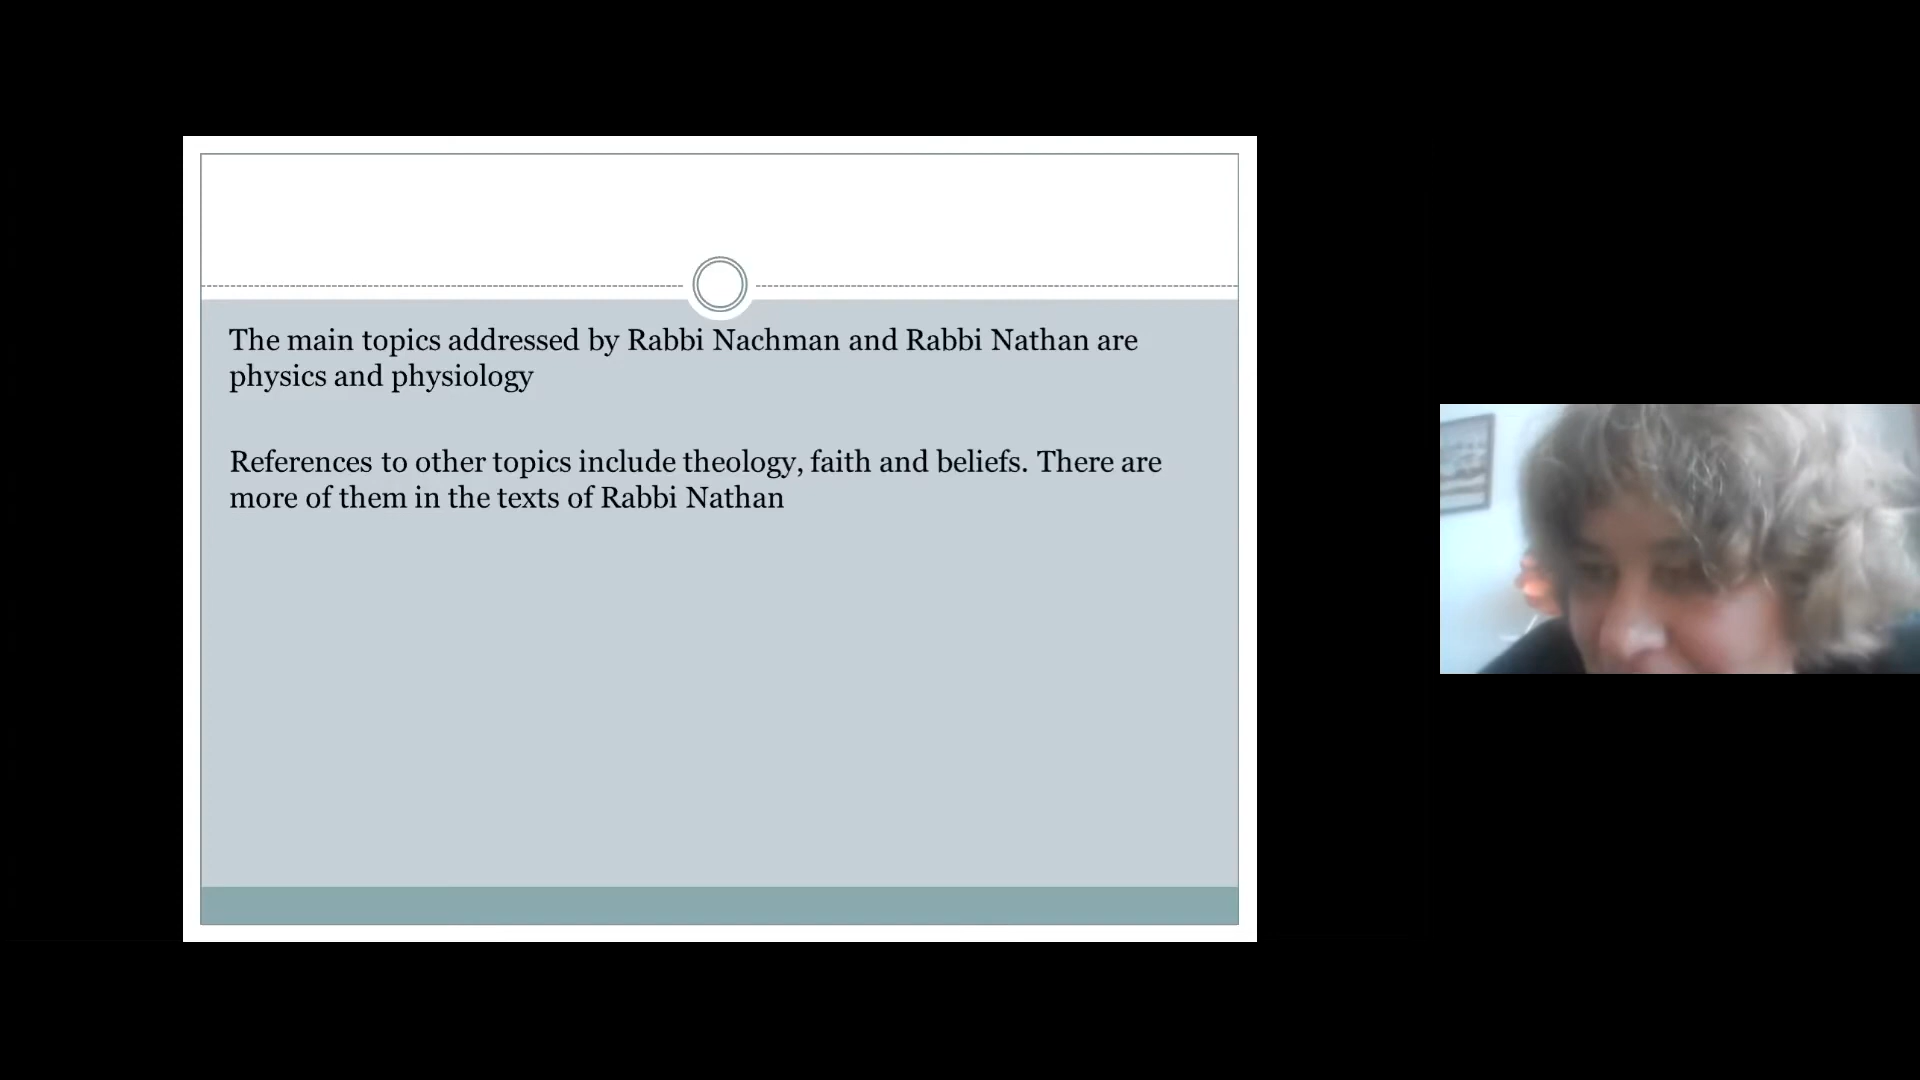 The main topics addressed by Rabbi Nachman and Rabbi Nathan are
physics and physiology
References to other topics include theology, faith and beliefs. There are
more of them in the texts of Rabbi Nathan